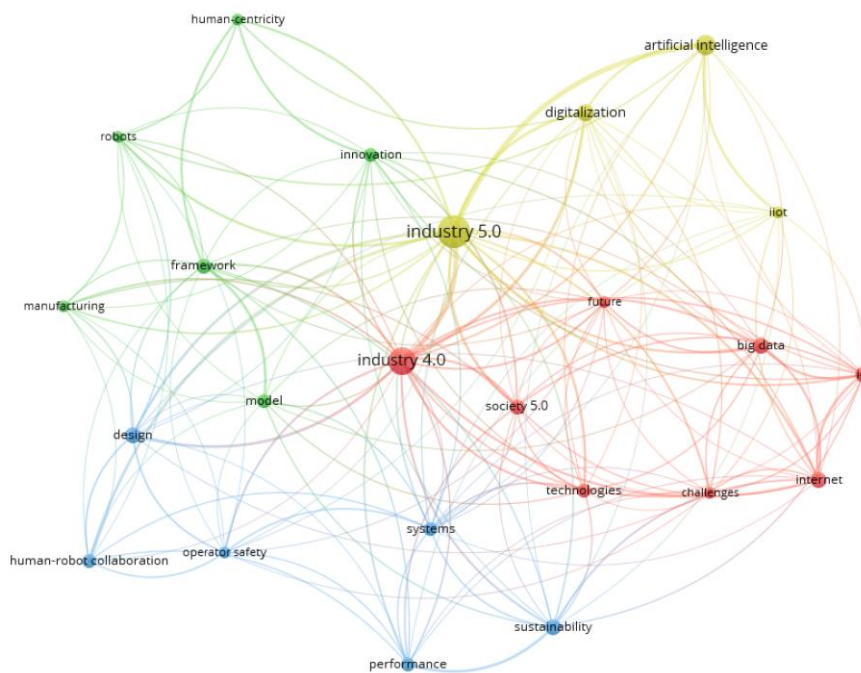 human-centricity
artificial intelligence
digitalization
robots
innovation
iiot
industry 5.0
framework
manufacturing
future
big data
industry 4.0
model
society 5.0
design
internet
technologies
challenges
systems
operator safety
human-robot collaboration
sustainability
performance